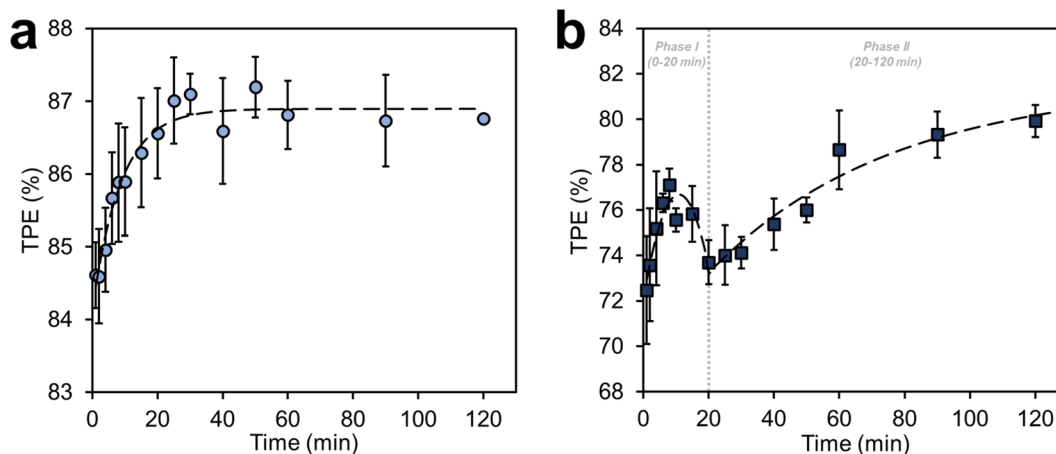 a
88
87
86
85
84
83
TPE (%)
0 20 40 60 80 100 120
Time (min)
b
84
82
80
78
76
74
72
70
68
TPE (%)
Phase I
(0-20 min)
Phase II
(20-120 min)
0 20 40 60 80 100 120
Time (min)